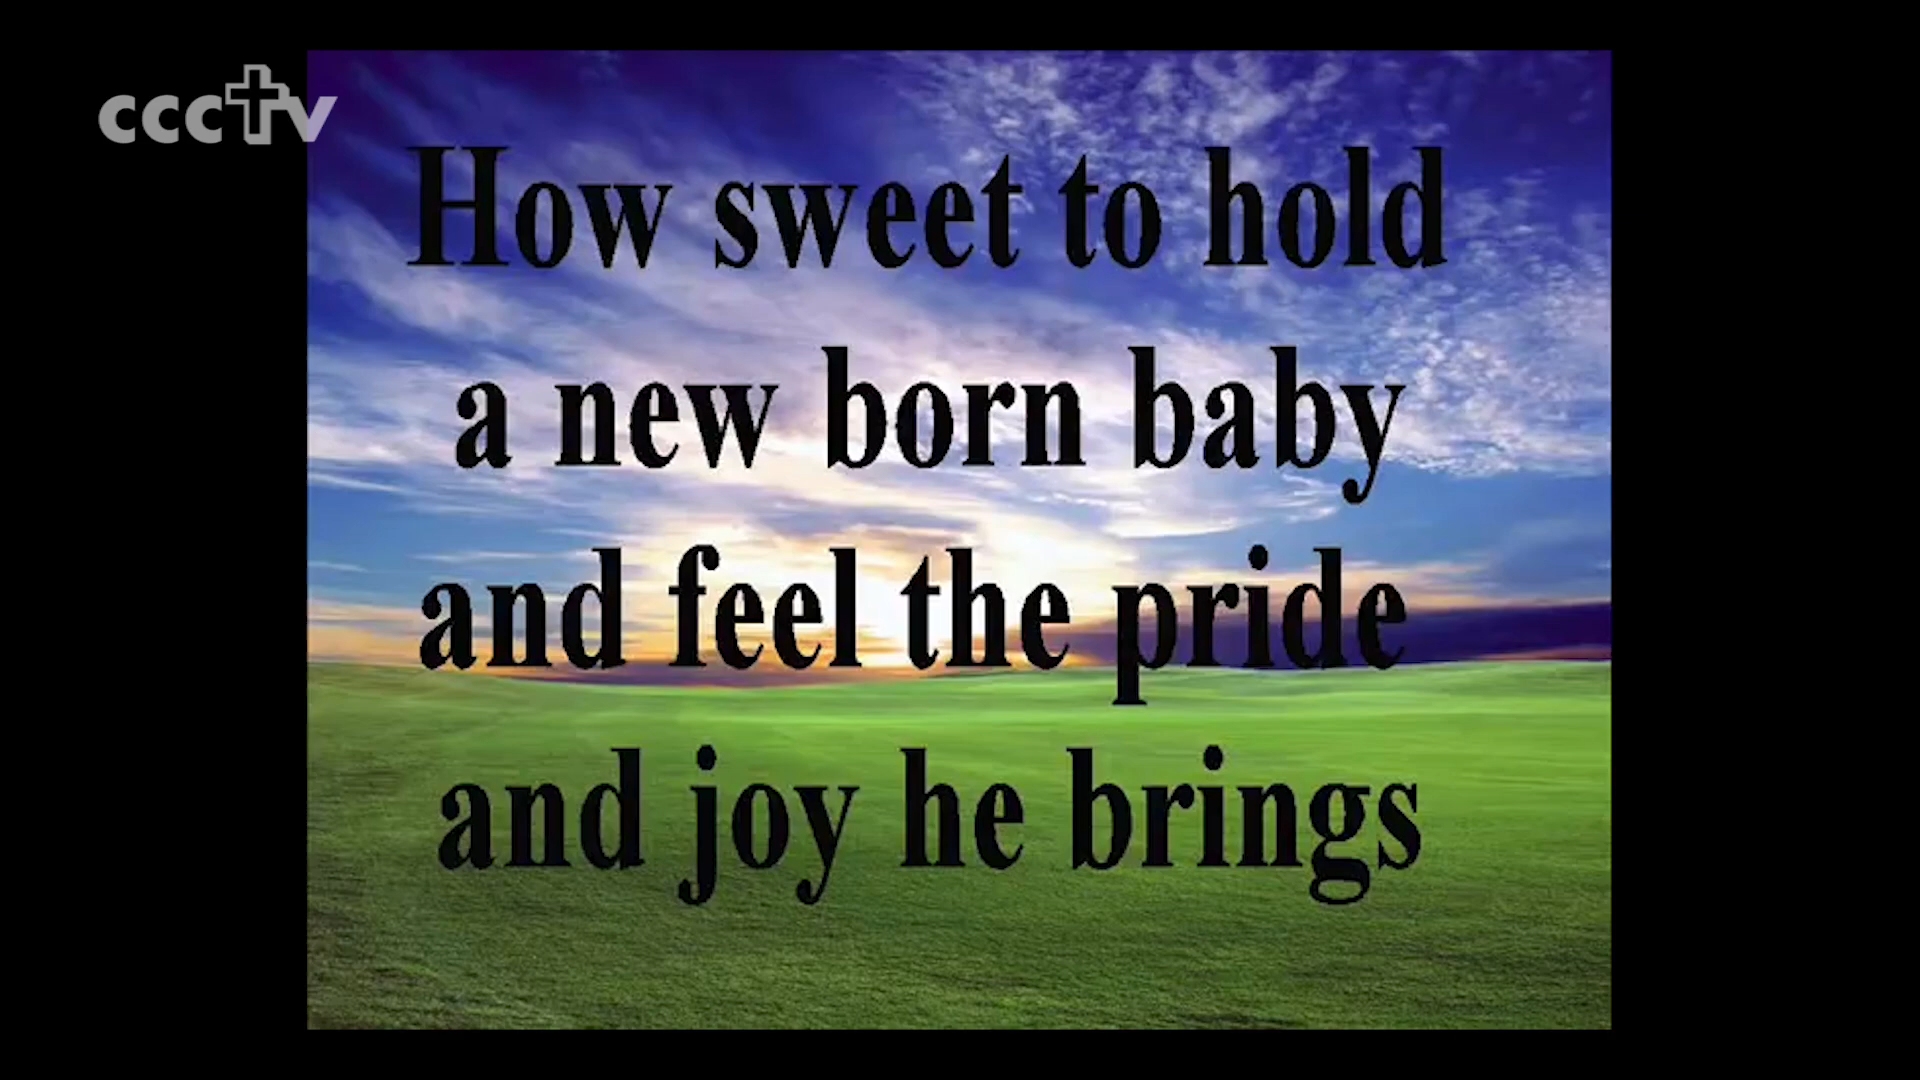 ccctv
How sweet to hold
a new born baby
and feel the pride
and joy he brings